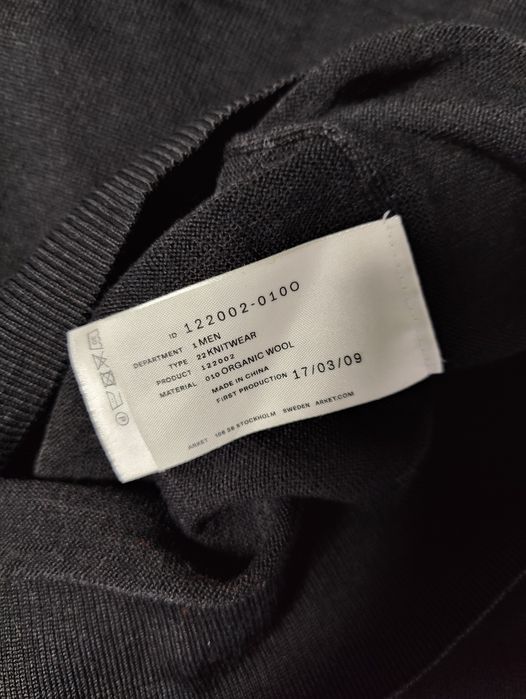 ID 122002-0100
DEPARTMENT 1 MEN
TYPE 22 KNITWEAR
PRODUCT 122002
MATERIAL 010 ORGANIC WOOL
MADE IN CHINA
FIRST PRODUCTION 17/03/09
ARKET 106 38 STOCKHOLM SWEDEN ARKET.COM